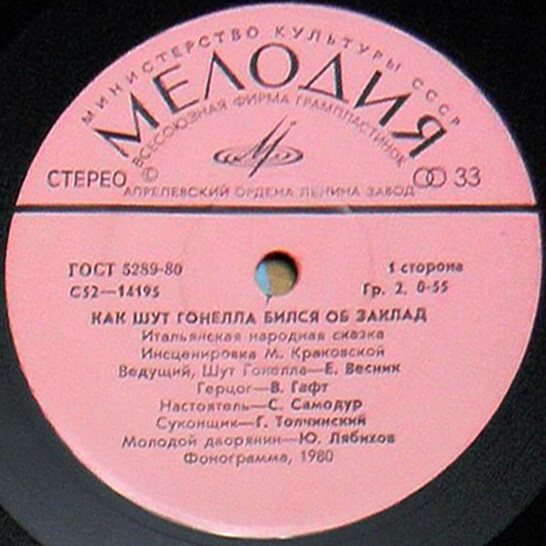 МИНИСТЕРСТВО КУЛЬТУРЫ СССР
МЕЛОДИЯ
ВСЕСОЮЗНАЯ ФИРМА ГРАМПЛАСТИНОК
СТЕРЕО
33
АПРЕЛЕВСКИЙ ОРДЕНА ЛЕНИНА ЗАВОД
ГОСТ 5289-80
1 сторона
С52—14195
Гр. 2. 0-55
КАК ШУТ ГОНЕЛЛА БИЛСЯ ОБ ЗАКЛАД
Итальянская народная сказка
Инсценировка М. Краковской
Ведущий, Шут Гонелла—Е. Весник
Герцог—В. Гафт
Настоятель—С. Самодур
Суконщик—Г. Толчинский
Молодой дворянин—Ю. Лябихов
Фонограмма, 1980